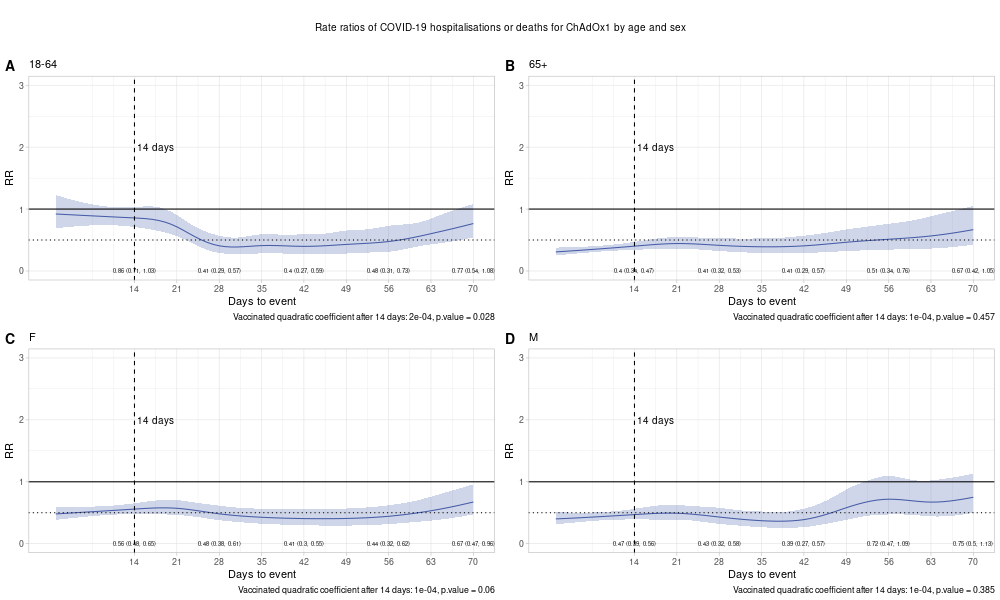 Rate ratios of COVID-19 hospitalisations or deaths for ChAdOx1 by age and sex
A 18-64
3
2
1
0
RR
14 days
0.86 (0.71, 1.03) 0.41 (0.29, 0.57) 0.4 (0.27, 0.59) 0.48 (0.31, 0.73) 0.77 (0.54, 1.08)
14 21 28 35 42 49 56 63 70
Days to event
Vaccinated quadratic coefficient after 14 days: 2e-04, p.value = 0.028
B 65+
3
2
1
0
RR
14 days
0.4 (0.34, 0.47) 0.41 (0.32, 0.53) 0.41 (0.29, 0.57) 0.51 (0.34, 0.76) 0.67 (0.42, 1.05)
14 21 28 35 42 49 56 63 70
Days to event
Vaccinated quadratic coefficient after 14 days: 1e-04, p.value = 0.457
C F
3
2
1
0
RR
14 days
0.56 (0.48, 0.65) 0.48 (0.38, 0.61) 0.41 (0.3, 0.55) 0.44 (0.32, 0.62) 0.67 (0.47, 0.96)
14 21 28 35 42 49 56 63 70
Days to event
Vaccinated quadratic coefficient after 14 days: 1e-04, p.value = 0.06
D M
3
2
1
0
RR
14 days
0.47 (0.39, 0.56) 0.43 (0.32, 0.58) 0.39 (0.27, 0.57) 0.72 (0.47, 1.09) 0.75 (0.5, 1.13)
14 21 28 35 42 49 56 63 70
Days to event
Vaccinated quadratic coefficient after 14 days: 1e-04, p.value = 0.385